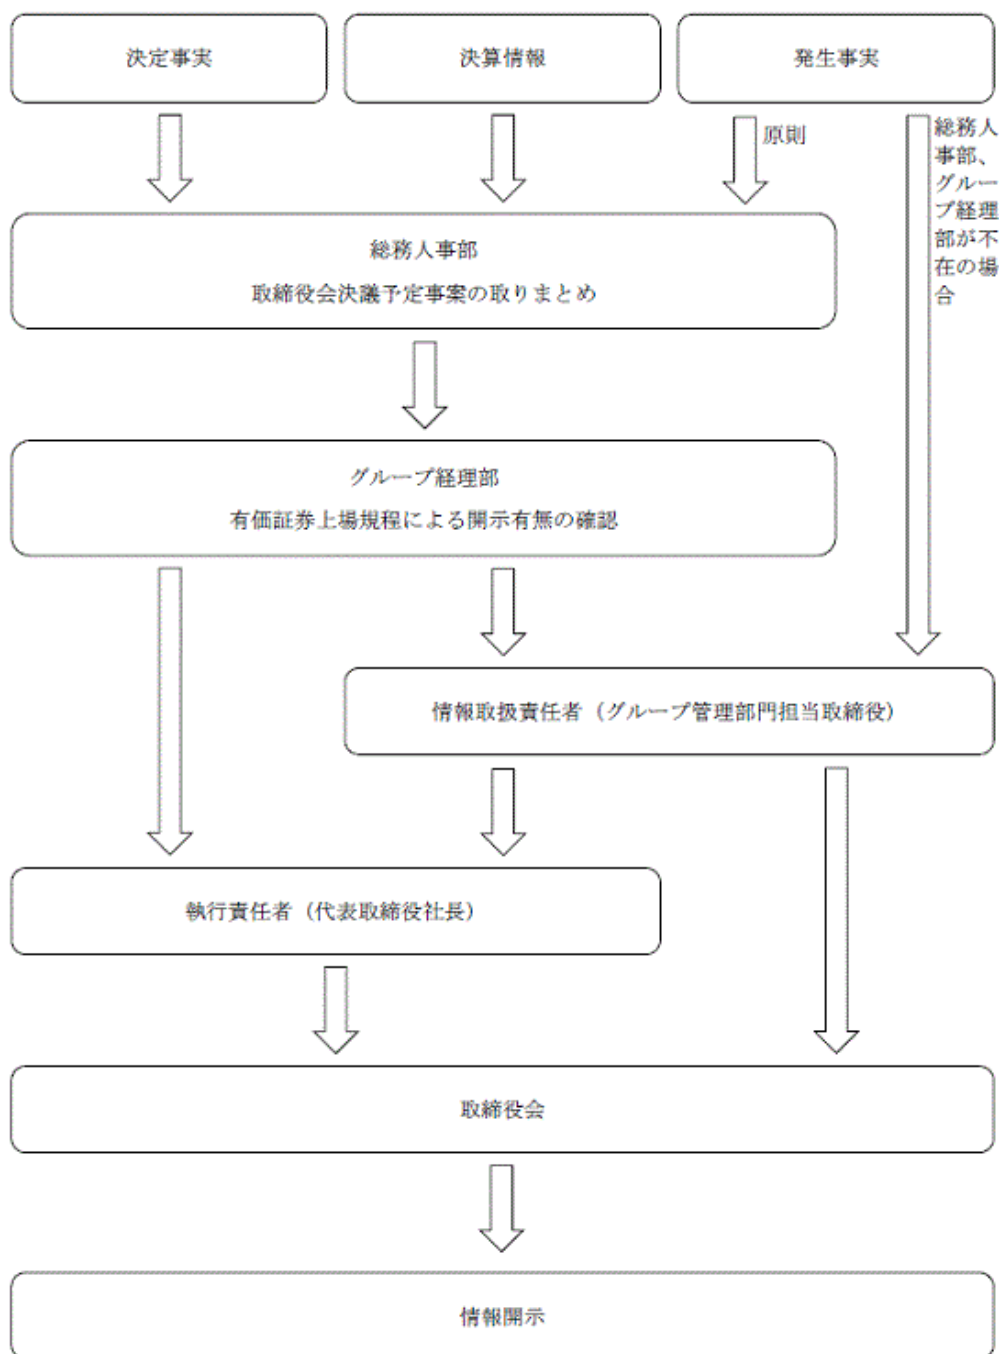 決定事実
決算情報
発生事実
原則
総務人
事部、
グルー
プ経理
部が不
在の場
合
総務人事部
取締役会決議予定事案の取りまとめ
グループ経理部
有価証券上場規程による開示有無の確認
情報取扱責任者（グループ管理部門担当取締役）
執行責任者（代表取締役社長）
取締役会
情報開示